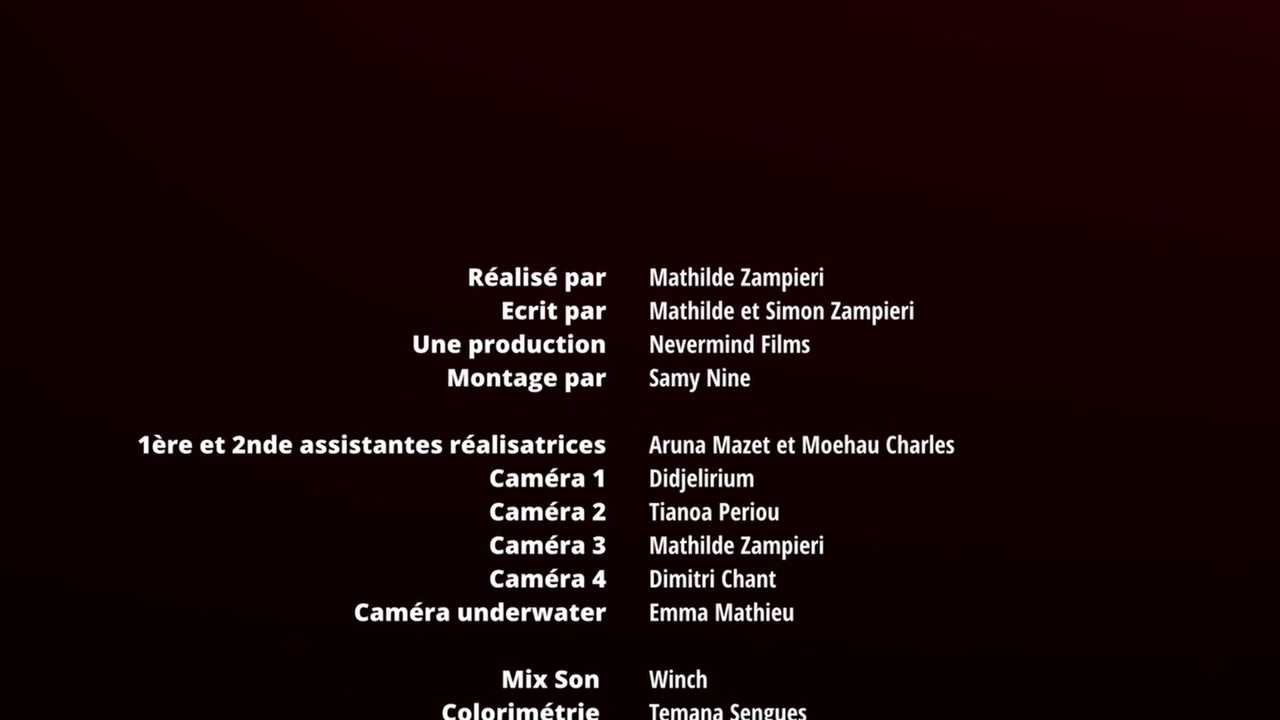 Réalisé par Mathilde Zampieri
Ecrit par Mathilde et Simon Zampieri
Une production Nevermind Films
Montage par Samy Nine
1ère et 2nde assistantes réalisatrices Aruna Mazet et Moehau Charles
Caméra 1 Didjelirium
Caméra 2 Tianoa Periou
Caméra 3 Mathilde Zampieri
Caméra 4 Dimitri Chant
Caméra underwater Emma Mathieu
Mix Son Winch
Colorimétrie Temana Sengues